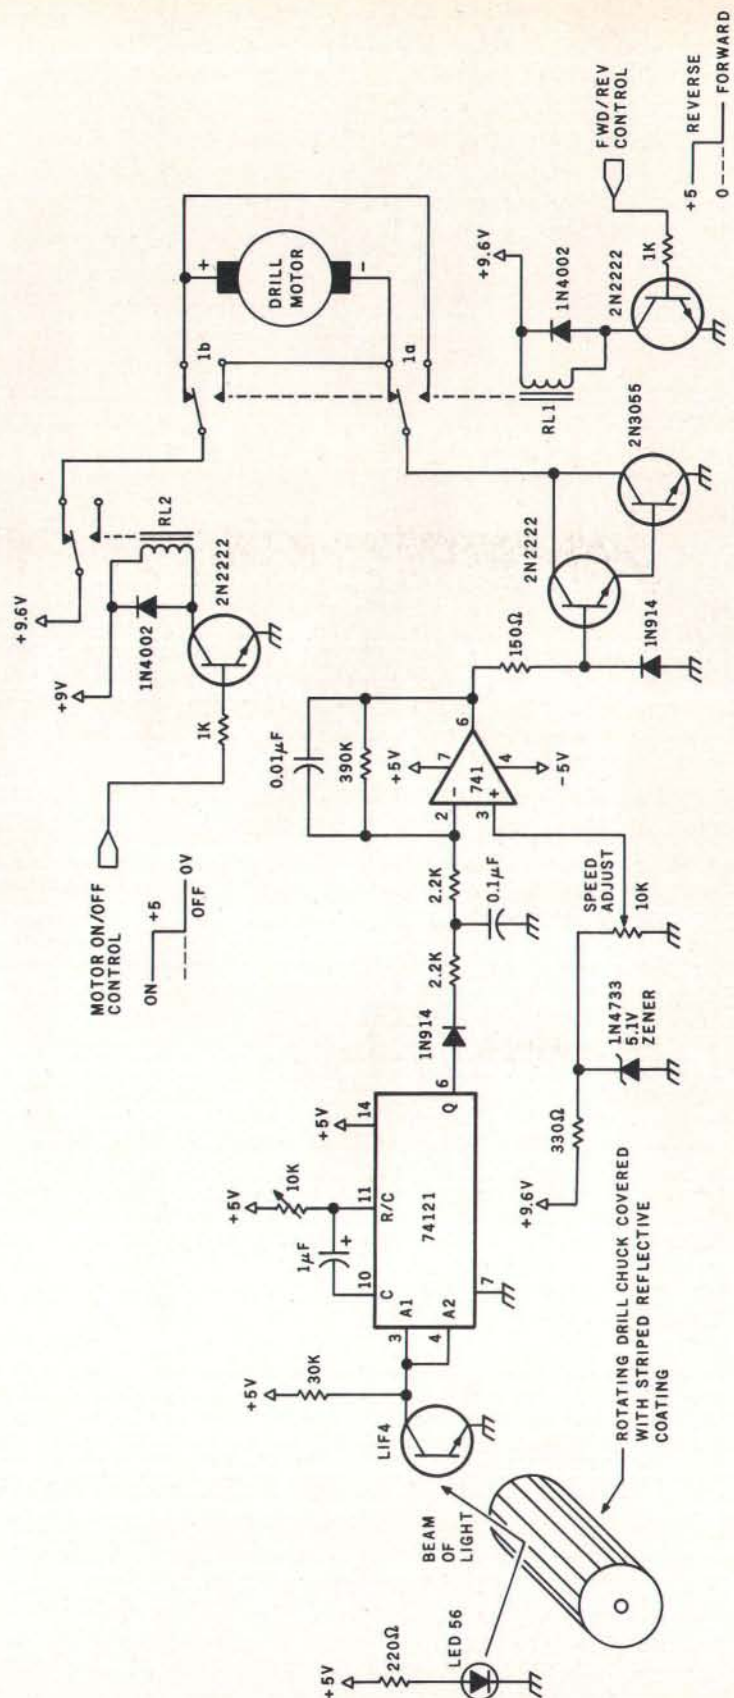 MOTOR ON/OFF
CONTROL
ON
+5
0V
OFF
+9.6V
+9V
1N4002
RL2
1K
2N2222
1b
+
DRILL
MOTOR
-
1a
FWD/REV
CONTROL
+5
REVERSE
0
FORWARD
+9.6V
1N4002
RL1
2N2222
1K
+5V
220Ω
LED 56
BEAM
OF
LIGHT
LIF4
+5V
30K
+5V
10K
1µF
+
+5V
10
11
14
C
R/C
3
A1
4
A2
74121
Q
6
7
1N914
2.2K
2.2K
0.1µF
0.01µF
390K
+5V
2
-
7
741
6
3
+
4
-5V
150Ω
1N914
2N2222
2N3055
+9.6V
330Ω
1N4733
5.1V
ZENER
SPEED
ADJUST
10K
ROTATING DRILL CHUCK COVERED
WITH STRIPED REFLECTIVE
COATING